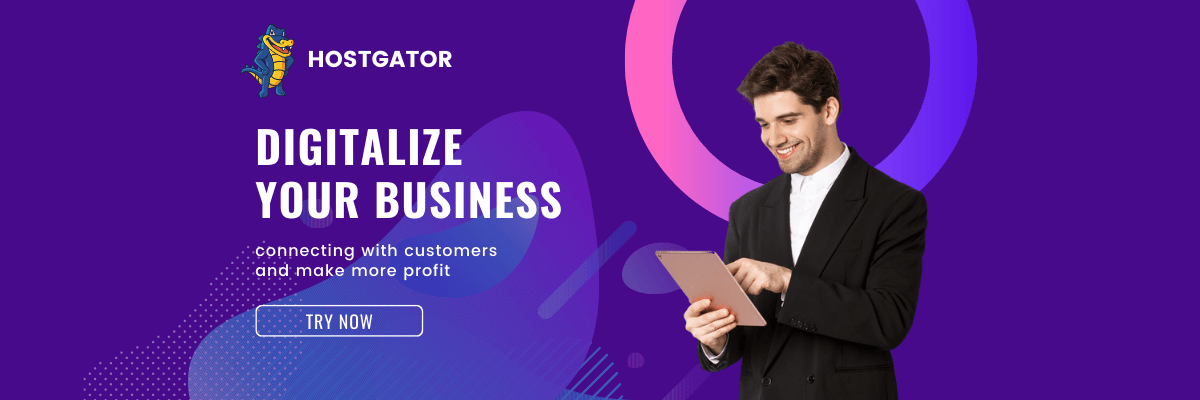 HOSTGATOR
DIGITALIZE
YOUR BUSINESS
connecting with customers
and make more profit
TRY NOW